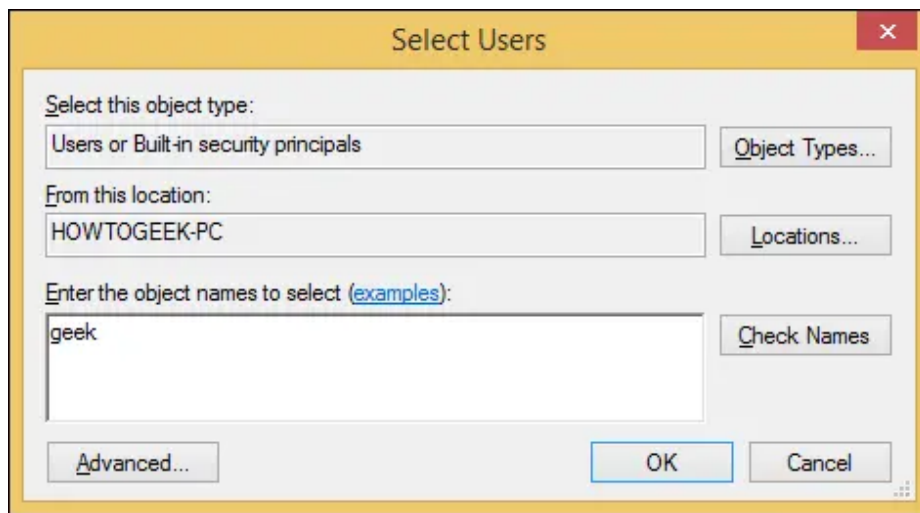 Select Users
Select this object type:
Users or Built-in security principals
Object Types...
From this location:
HOWTOGEEK-PC
Locations...
Enter the object names to select (examples):
geek
Check Names
Advanced...
OK
Cancel